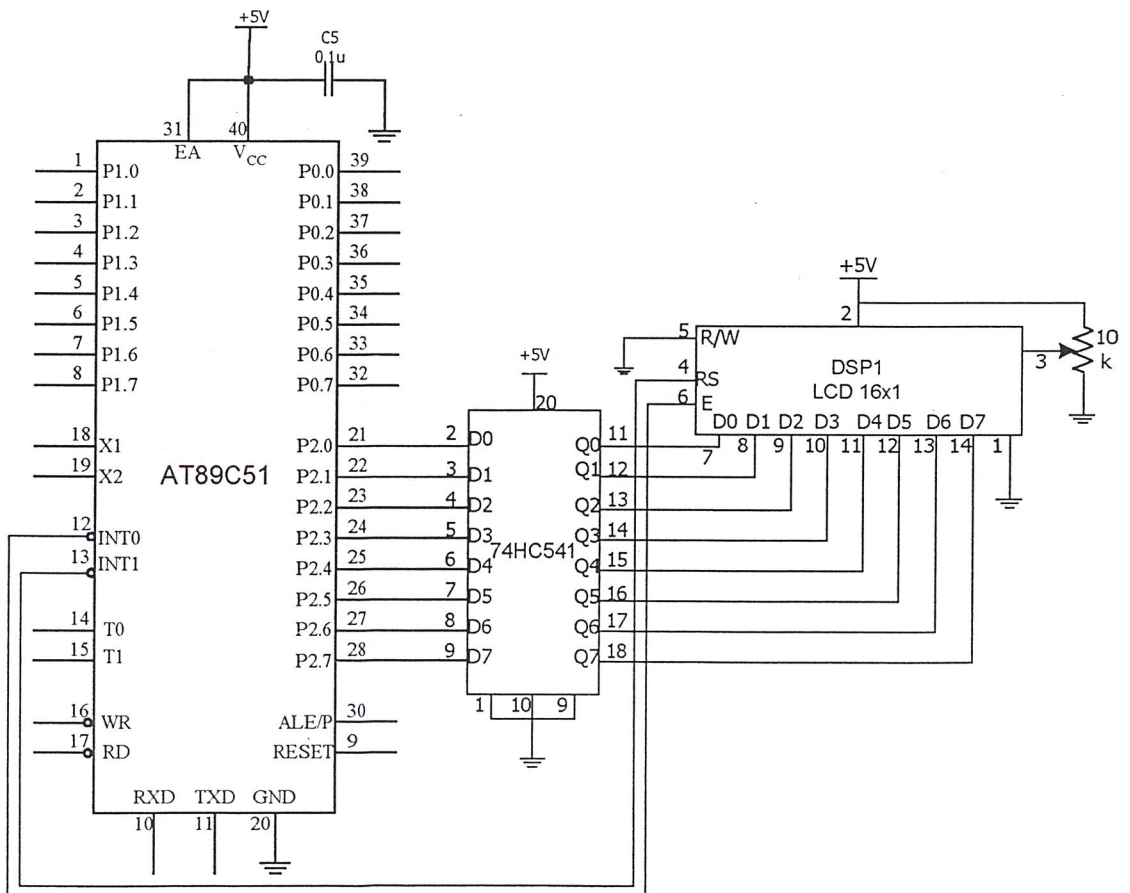 +5V
C5
0.1u
31
40
EA
VCC
1
P1.0
P0.0
39
2
P1.1
P0.1
38
3
P1.2
P0.2
37
4
P1.3
P0.3
36
5
P1.4
P0.4
35
6
P1.5
P0.5
34
7
P1.6
P0.6
33
8
P1.7
P0.7
32
18
X1
P2.0
21
19
X2
P2.1
22
AT89C51
P2.2
23
12
INT0
P2.3
24
13
INT1
P2.4
25
P2.5
26
14
T0
P2.6
27
15
T1
P2.7
28
16
WR
ALE/P
30
17
RD
RESET
9
RXD
TXD
GND
10
11
20
+5V
20
2
D0
Q0
11
3
D1
Q1
12
4
D2
Q2
13
5
D3
Q3
14
74HC541
6
D4
Q4
15
7
D5
Q5
16
8
D6
Q6
17
9
D7
Q7
18
1
10
9
+5V
2
5
R/W
4
RS
6
E
DSP1
LCD 16x1
3
10
k
D0
D1
D2
D3
D4
D5
D6
D7
7
8
9
10
11
12
13
14
1